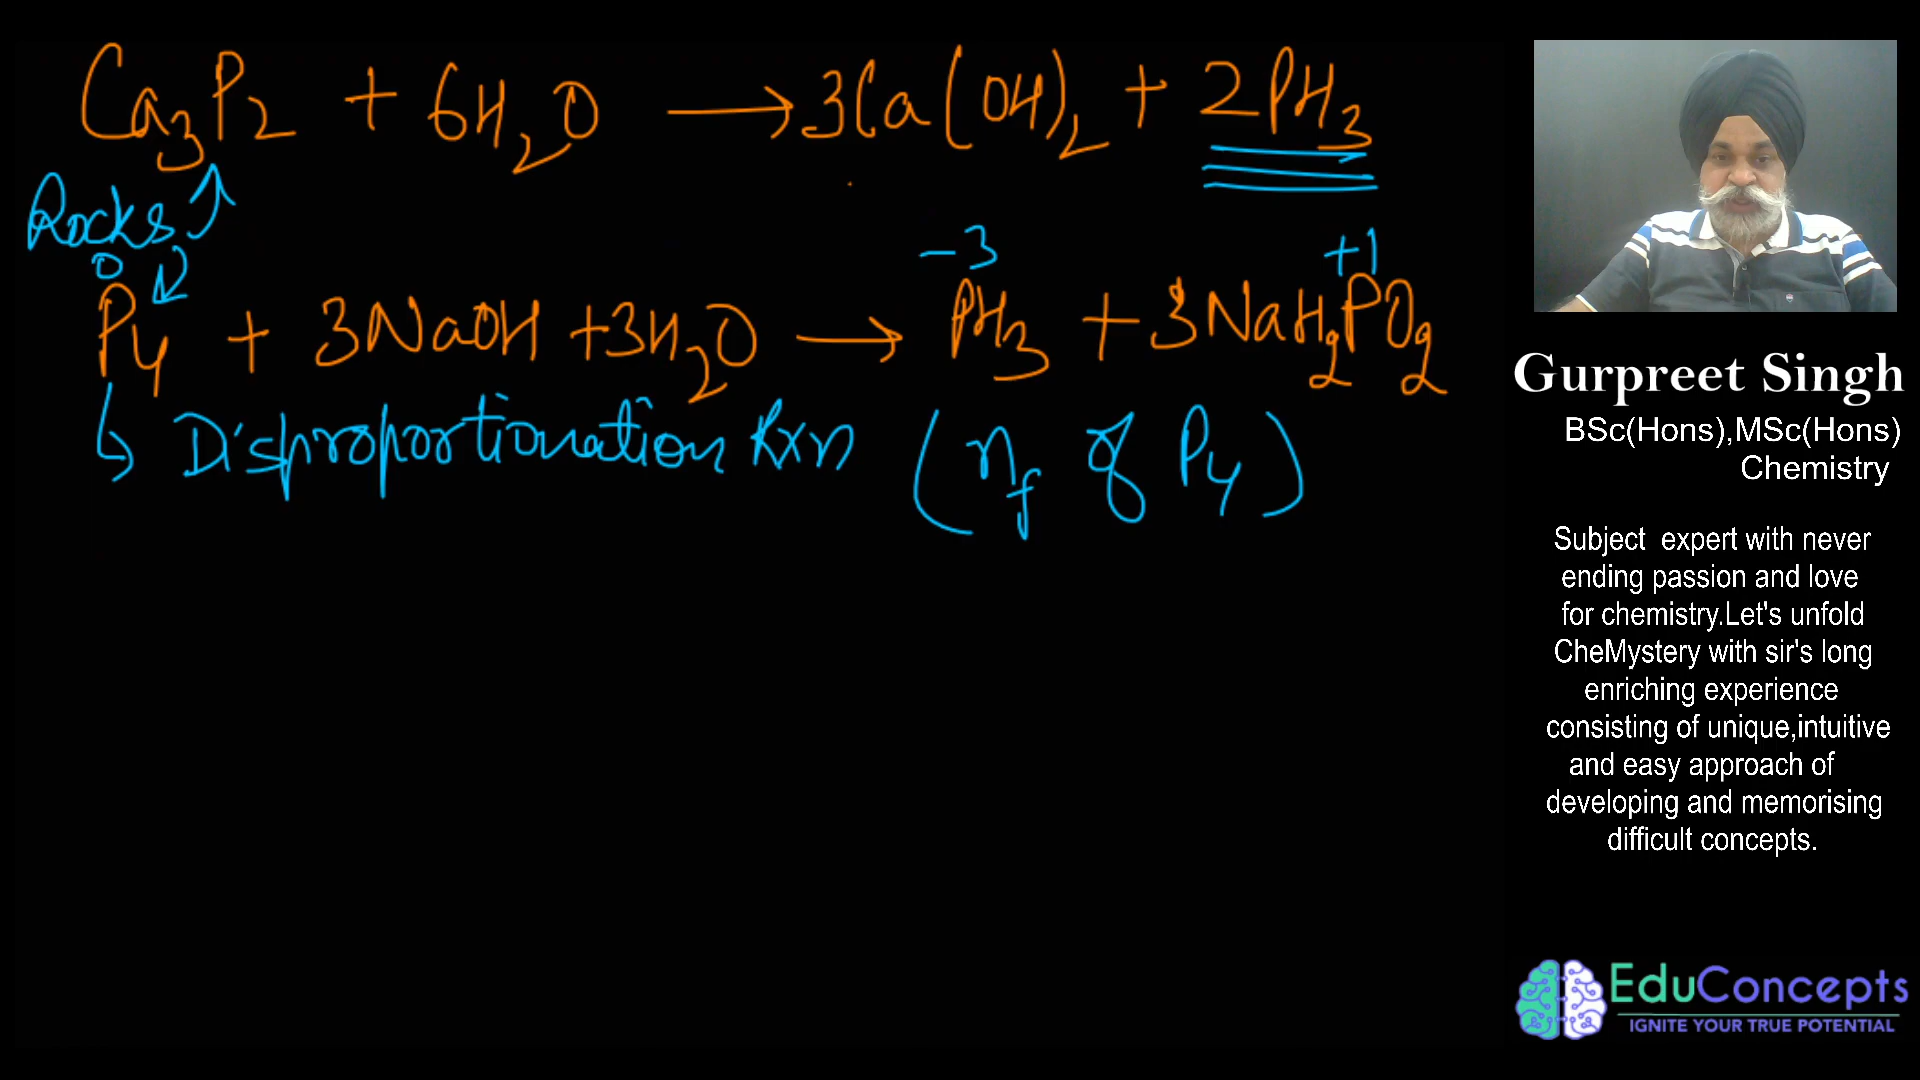 Ca₃P₂ + 6H₂O ⟶ 3Ca(OH)₂ + 2PH₃
Rocks
0 -3 +1
P₄ + 3NaOH + 3H₂O ⟶ PH₃ + 3NaH₂PO₂
↳ Disproportionation Rxn (n_f of P₄)
Gurpreet Singh
BSc(Hons),MSc(Hons)
Chemistry
Subject expert with never
ending passion and love
for chemistry.Let's unfold
CheMystery with sir's long
enriching experience
consisting of unique,intuitive
and easy approach of
developing and memorising
difficult concepts.
EduConcepts
IGNITE YOUR TRUE POTENTIAL